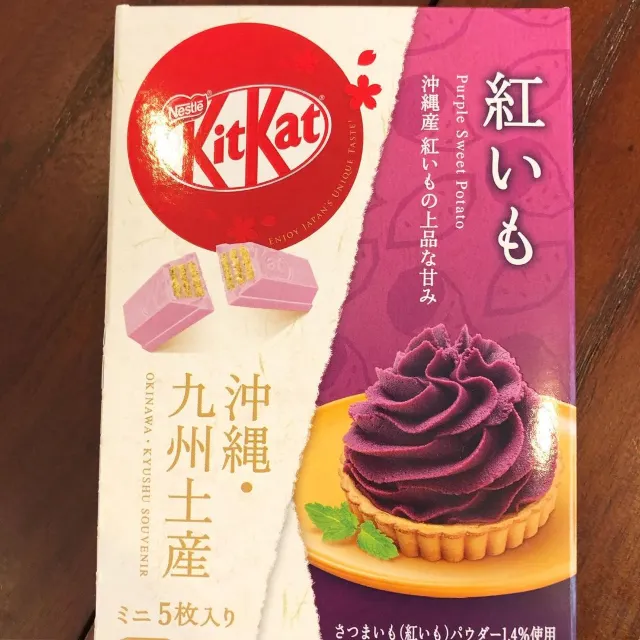 Nestlé
KitKat
ENJOY JAPAN'S UNIQUE TASTE!
紅いも
Purple Sweet Potato
沖縄産 紅いもの上品な甘み
沖縄・
九州土産
OKINAWA・KYUSHU SOUVENIR
ミニ 5枚入り
さつまいも(紅いも)パウダー1.4%使用